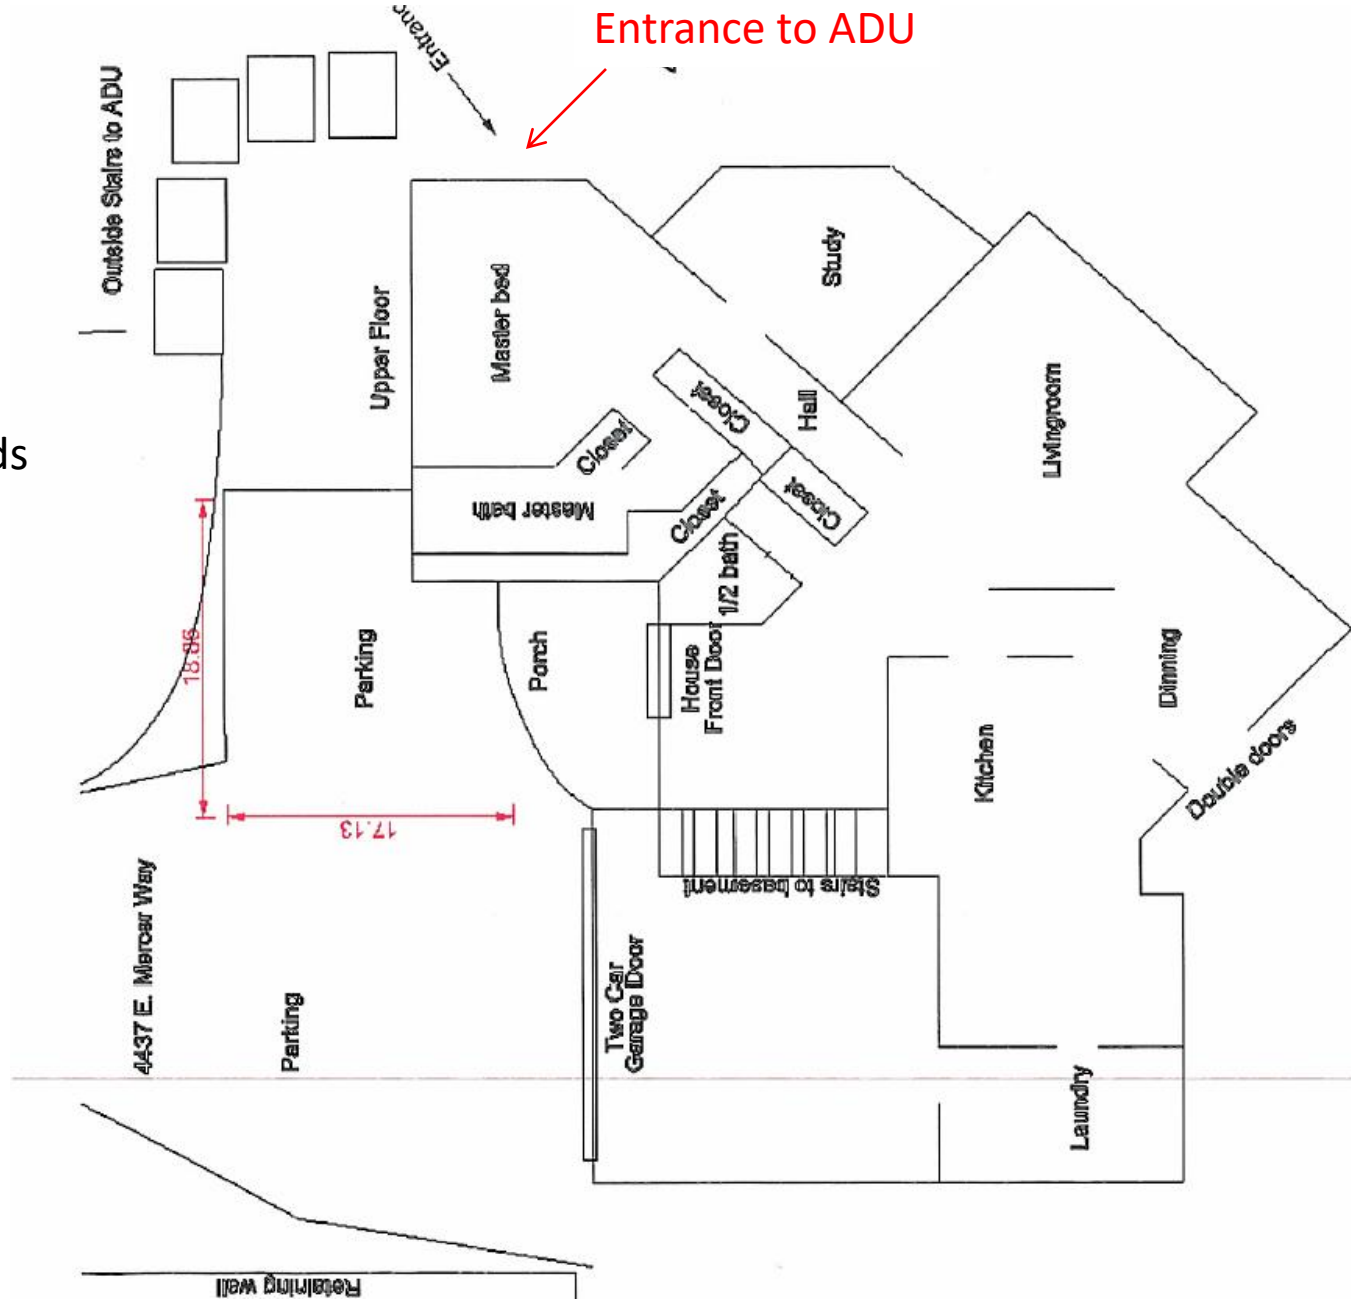 Entrance to ADU
Outside Stairs to ADU
Upper Floor
Master bed
Study
Closet
Closet
Hall
Livingroom
ds
Master bath
Closet
Closet
1/2 bath
18.86
Parking
Porch
House
Front Door
Dinning
Kitchen
Double doors
17.13
Stairs to basement
4437 E. Mercer Way
Parking
Two Car
Garage Door
Laundry
Retaining wall